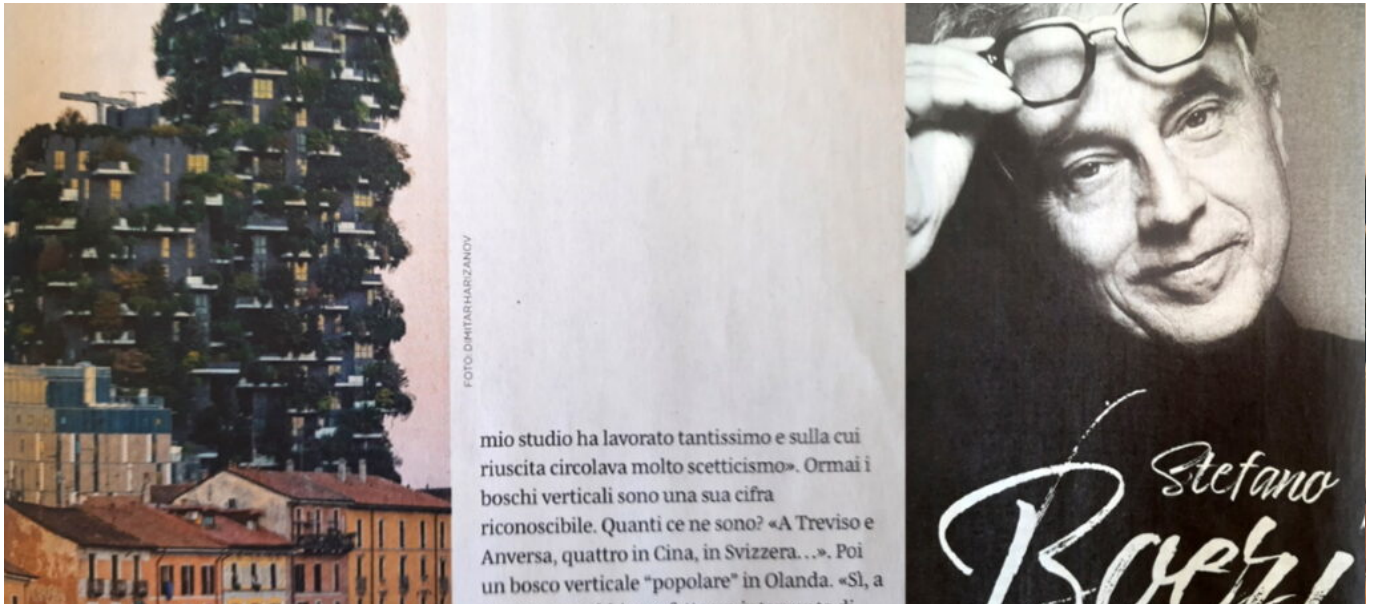 FOTO: DIMITAR HARIZANOV
mio studio ha lavorato tantissimo e sulla cui
riuscita circolava molto scetticismo». Ormai i
boschi verticali sono una sua cifra
riconoscibile. Quanti ce ne sono? «A Treviso e
Anversa, quattro in Cina, in Svizzera…». Poi
un bosco verticale “popolare” in Olanda. «Sì, a
Stefano
Boeri